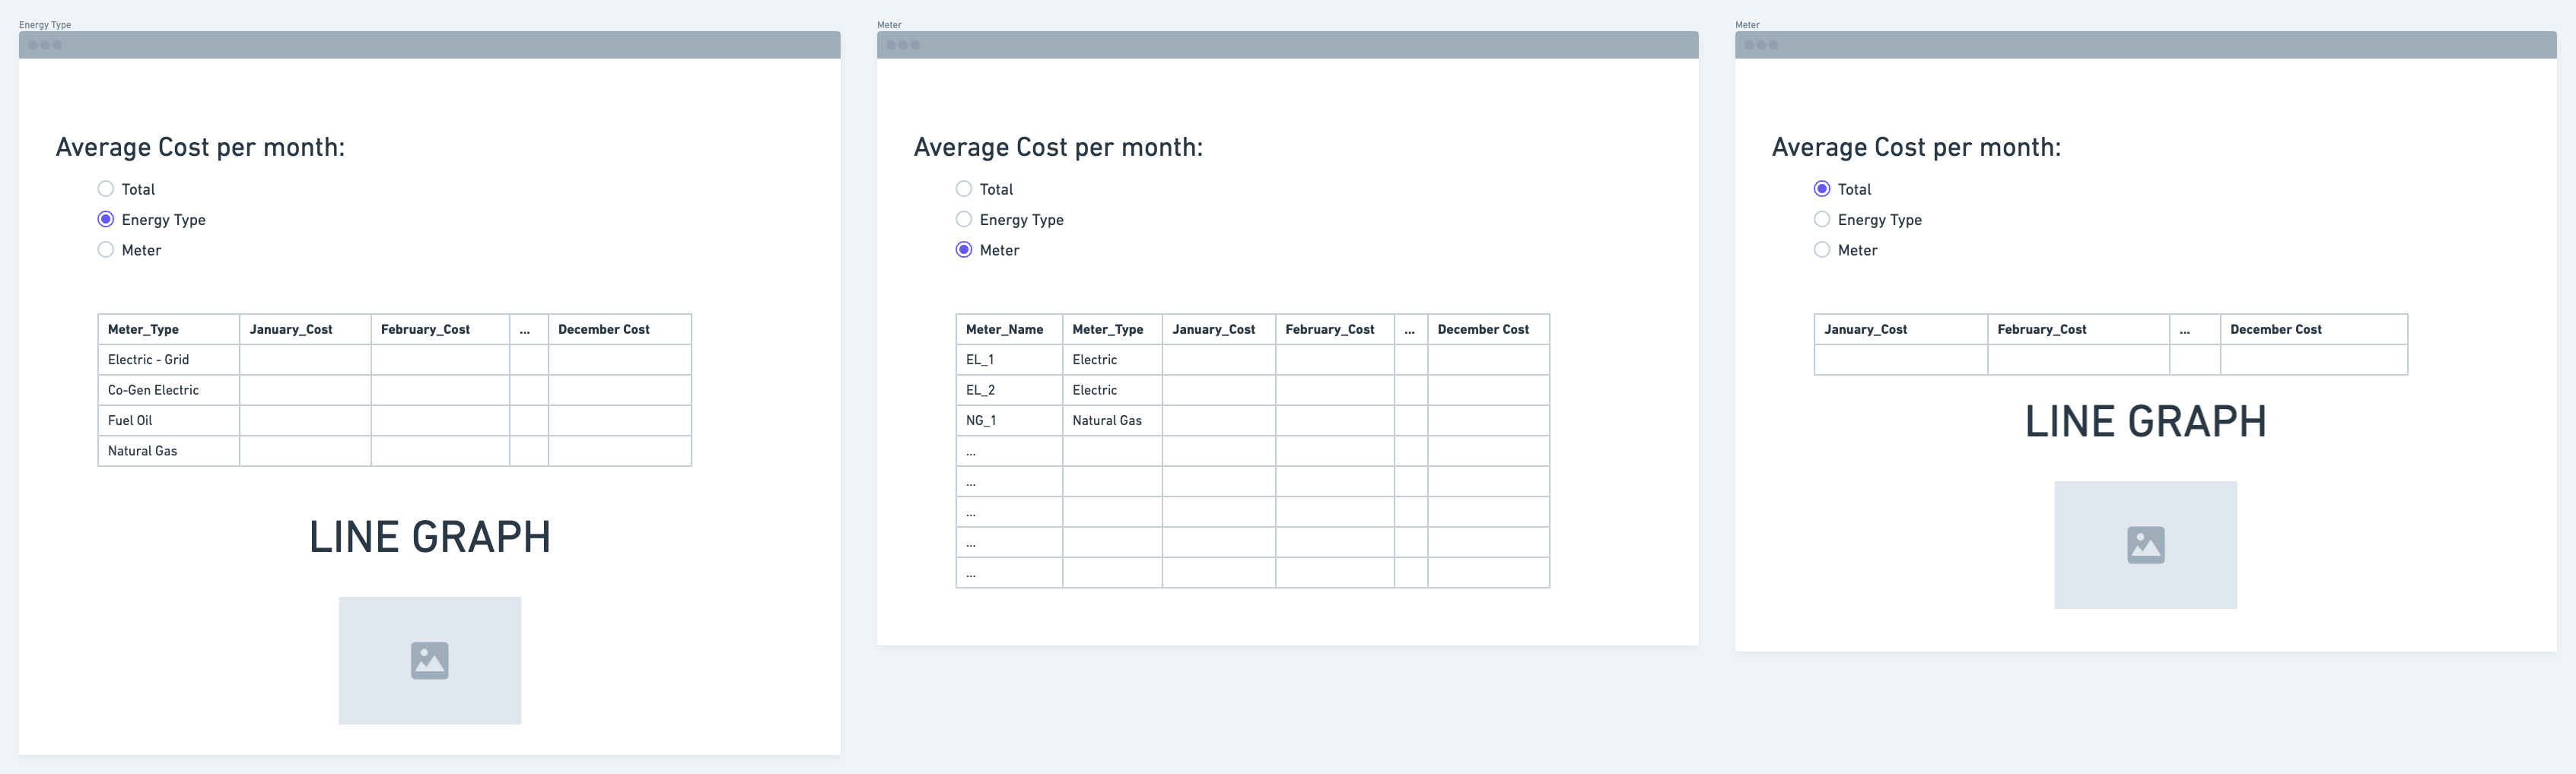 Energy Type
Average Cost per month:
Total
Energy Type
Meter
Meter_Type January_Cost February_Cost ... December Cost
Electric - Grid
Co-Gen Electric
Fuel Oil
Natural Gas
LINE GRAPH
Meter
Average Cost per month:
Total
Energy Type
Meter
Meter_Name Meter_Type January_Cost February_Cost ... December Cost
EL_1 Electric
EL_2 Electric
NG_1 Natural Gas
...
...
...
...
...
Meter
Average Cost per month:
Total
Energy Type
Meter
January_Cost February_Cost ... December Cost
LINE GRAPH